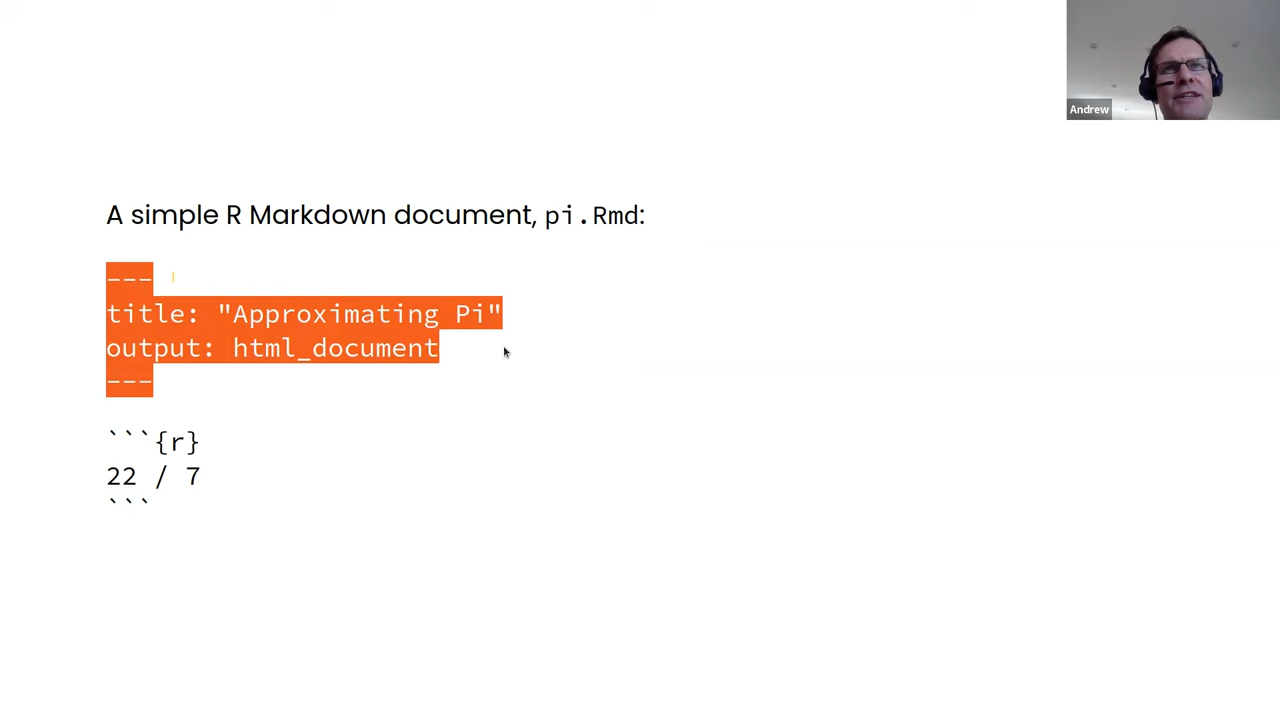 Andrew
A simple R Markdown document, pi.Rmd:
---
title: "Approximating Pi"
output: html_document
---
```{r}
22 / 7
```